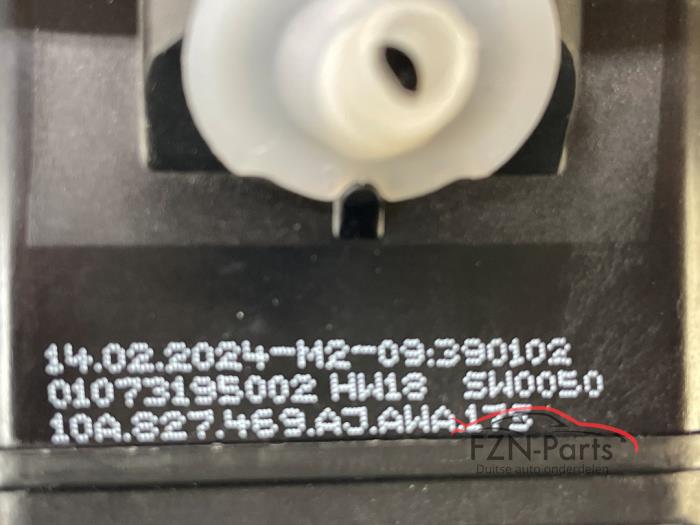 14.02.2024-M2-09:390102
01073195002 HW18 SW0050
10A.827.469.AJ.AWA
FZN-Parts
Duitse auto onderdelen